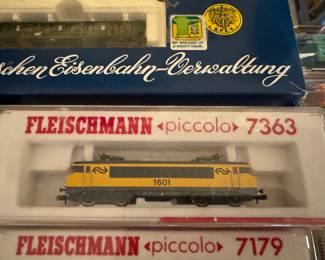 K.P.E.V.
schen Eisenbahn-Verwaltung
FLEISCHMANN «piccolo» 7363
1601
FLEISCHMANN «piccolo» 7179